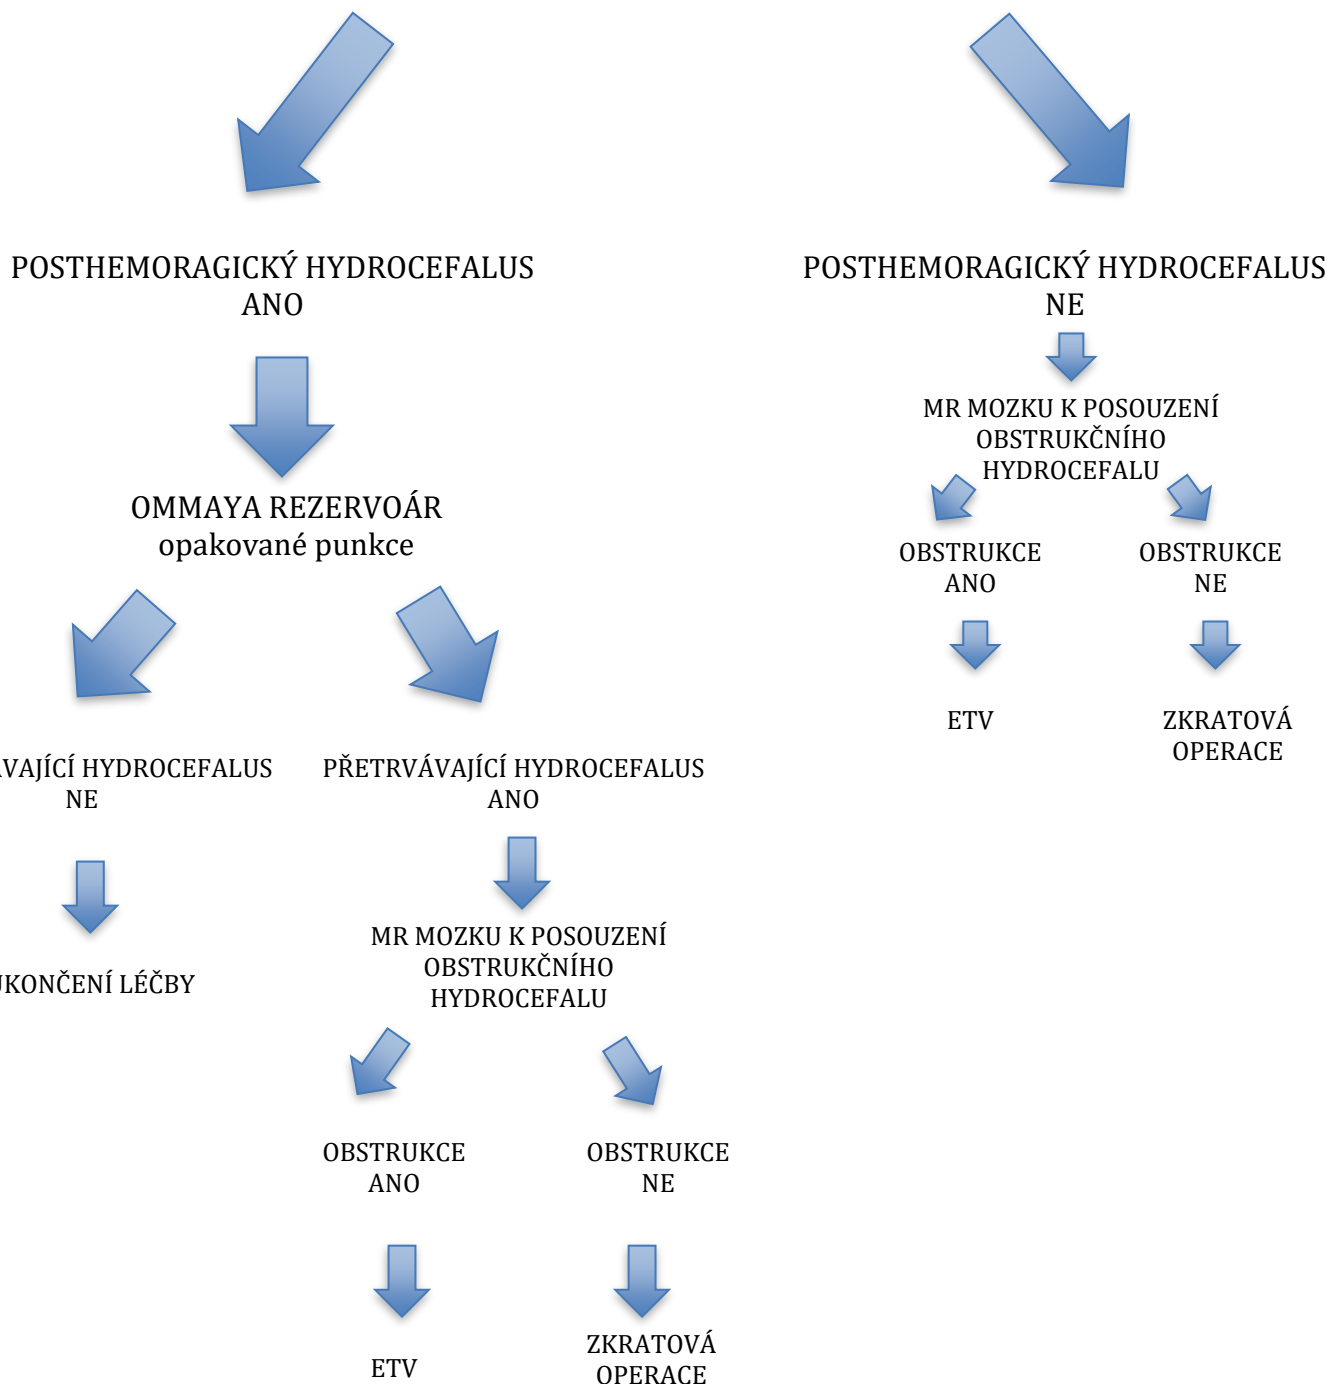 POSTHEMORAGICKÝ HYDROCEFALUS
ANO
POSTHEMORAGICKÝ HYDROCEFALUS
NE
MR MOZKU K POSOUZENÍ
OBSTRUKČNÍHO
HYDROCEFALU
OMMAYA REZERVOÁR
opakované punkce
OBSTRUKCE
ANO
OBSTRUKCE
NE
ETV
ZKRATOVÁ
OPERACE
VAJÍCÍ HYDROCEFALUS
NE
PŘETRVÁVAJÍCÍ HYDROCEFALUS
ANO
MR MOZKU K POSOUZENÍ
OBSTRUKČNÍHO
HYDROCEFALU
UKONČENÍ LÉČBY
OBSTRUKCE
ANO
OBSTRUKCE
NE
ETV
ZKRATOVÁ
OPERACE